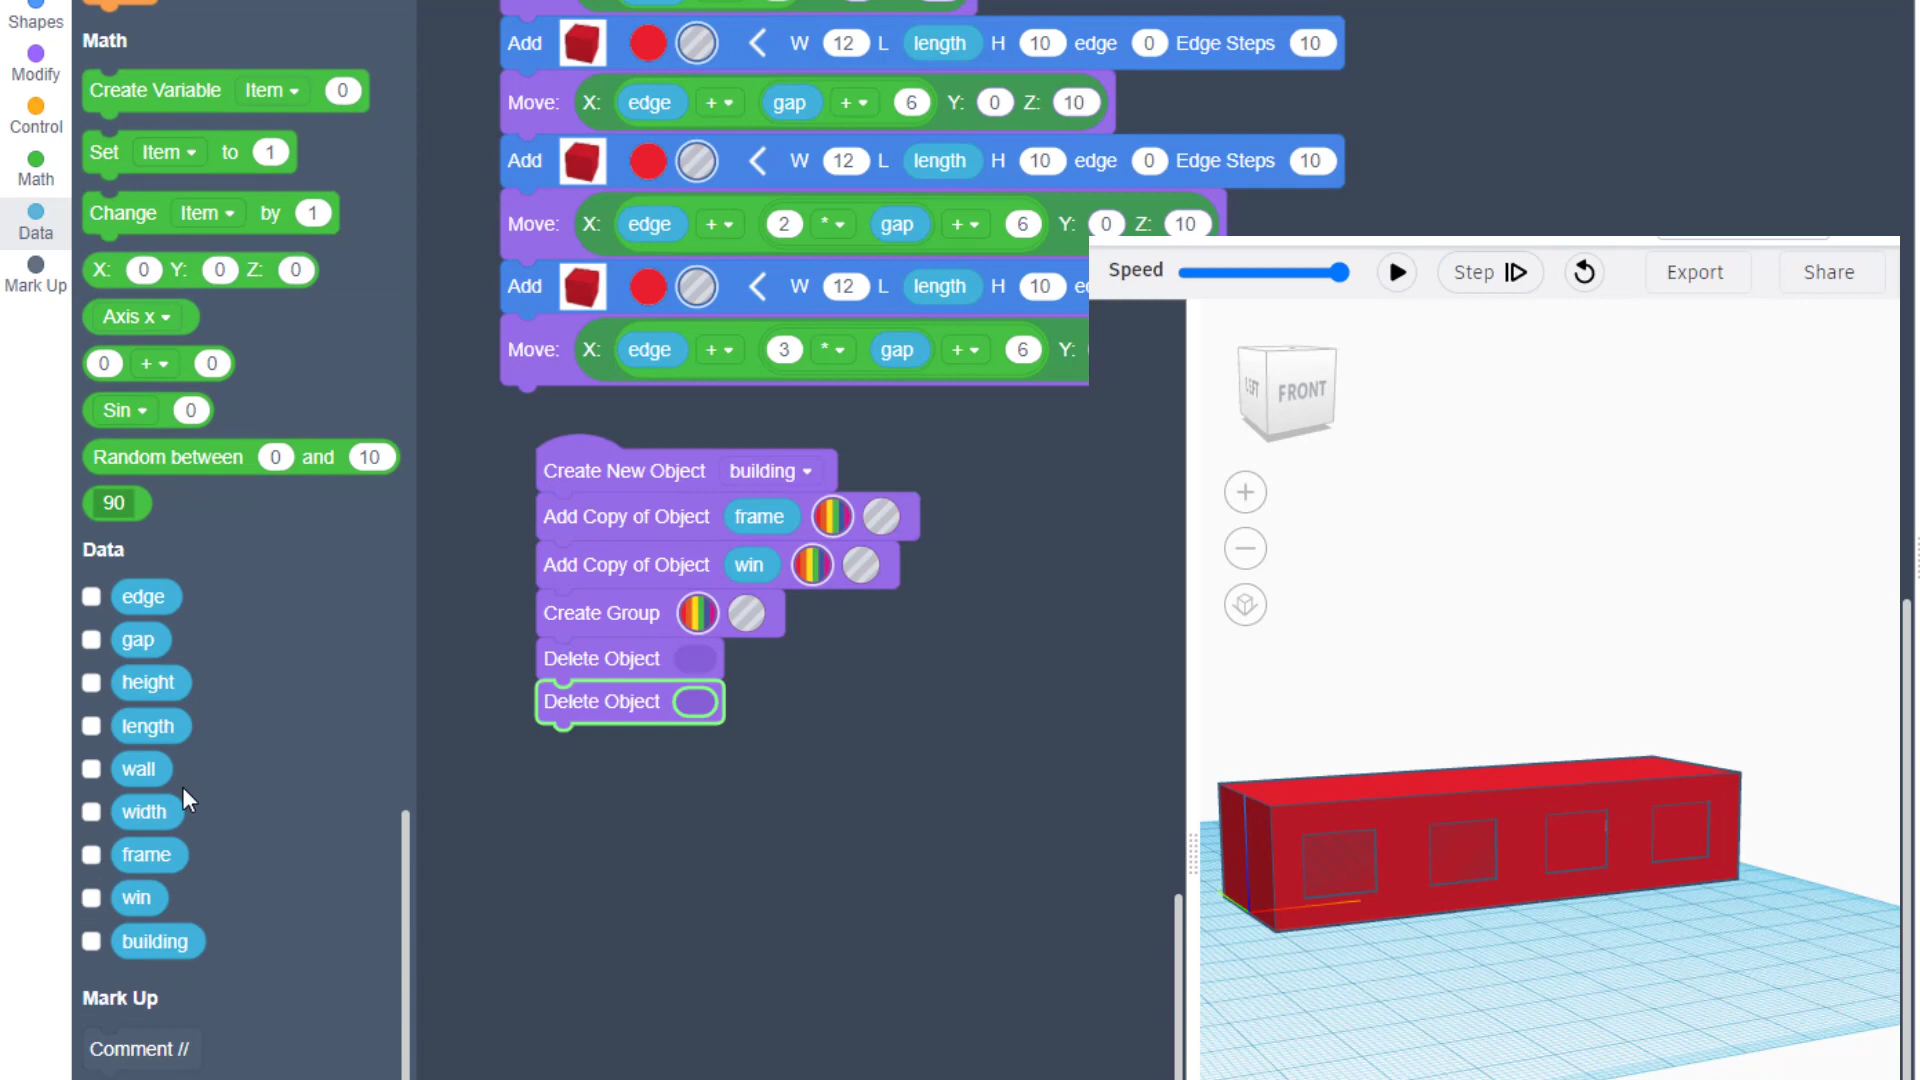 Shapes
Modify
Control
Math
Data
Mark Up
Math
Create Variable Item 0
Set Item to 1
Change Item by 1
X: 0 Y: 0 Z: 0
Axis x
0 + 0
Sin 0
Random between 0 and 10
90
Data
edge
gap
height
length
wall
width
frame
win
building
Mark Up
Comment //
Add W 12 L length H 10 edge 0 Edge Steps 10
Move: X: edge + gap + 6 Y: 0 Z: 10
Add W 12 L length H 10 edge 0 Edge Steps 10
Move: X: edge + 2 * gap + 6 Y: 0 Z: 10
Add W 12 L length H 10
Move: X: edge + 3 * gap + 6 Y:
Create New Object building
Add Copy of Object frame
Add Copy of Object win
Create Group
Delete Object
Delete Object
Speed Step Export Share
LEFT FRONT